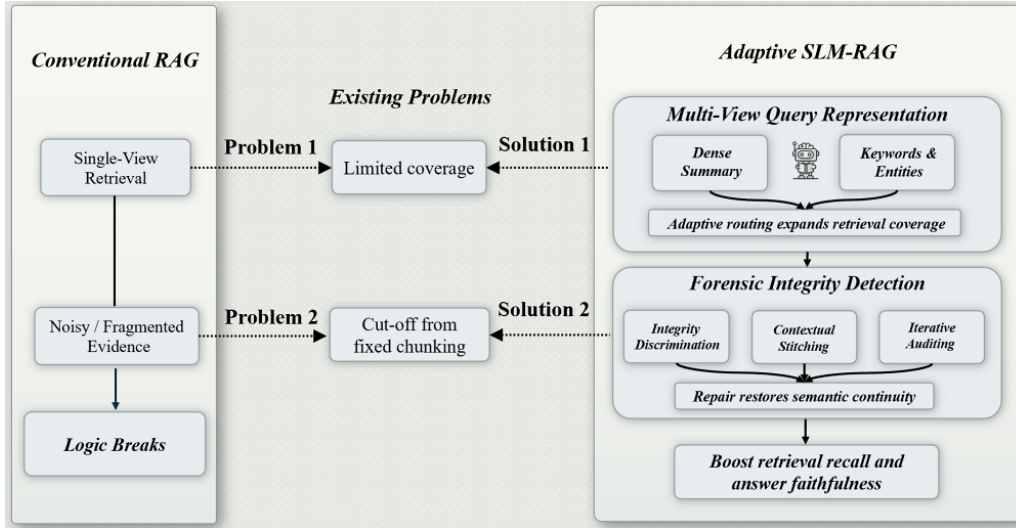 Conventional RAG
Single-View
Retrieval
Noisy / Fragmented
Evidence
Logic Breaks
Existing Problems
Problem 1
Limited coverage
Solution 1
Problem 2
Cut-off from
fixed chunking
Solution 2
Adaptive SLM-RAG
Multi-View Query Representation
Dense
Summary
Keywords &
Entities
Adaptive routing expands retrieval coverage
Forensic Integrity Detection
Integrity
Discrimination
Contextual
Stitching
Iterative
Auditing
Repair restores semantic continuity
Boost retrieval recall and
answer faithfulness